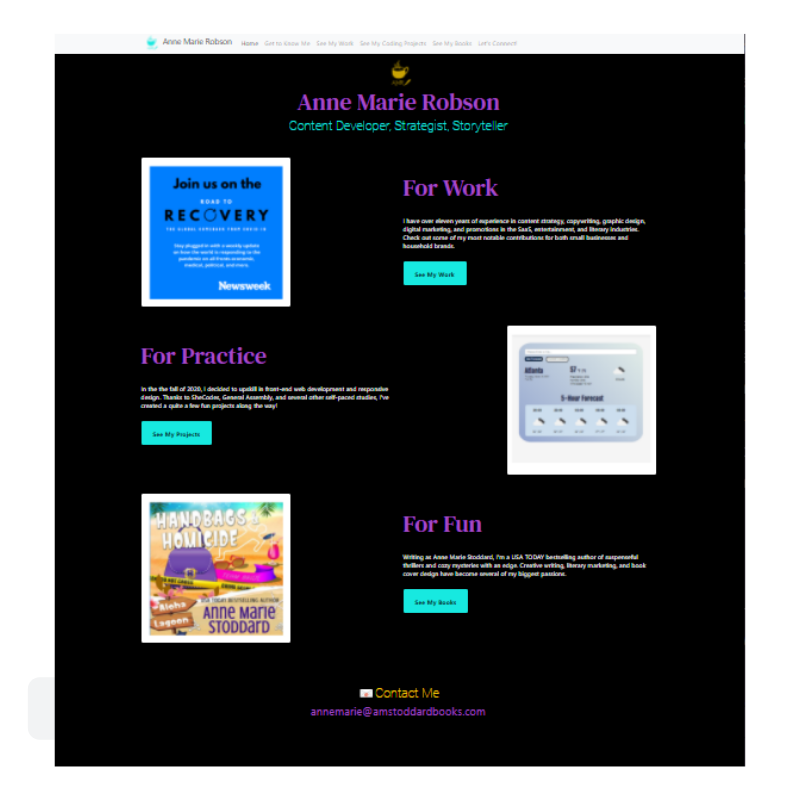 Anne Marie Robson Home Get to Know Me See My Work See My Coding Projects See My Books Let's Connect!
AMR
Anne Marie Robson
Content Developer, Strategist, Storyteller
Join us on the
ROAD TO
RECOVERY
THE GLOBAL COMEBACK FROM COVID-19
Stay plugged in with a weekly update
on how the world is responding to the
pandemic on all fronts: economic,
medical, political, and more.
Newsweek
For Work
I have over eleven years of experience in content strategy, copywriting, graphic design,
digital marketing, and promotions in the SaaS, entertainment, and literary industries.
Check out some of my most notable contributions for both small businesses and
household brands.
See My Work
For Practice
In the the fall of 2020, I decided to upskill in front-end web development and responsive
design. Thanks to SheCodes, General Assembly, and several other self-paced studies, I've
created a quite a few fun projects along the way!
See My Projects
Atlanta
57
5-Hour Forecast
HANDBAGS &
HOMICIDE
USA TODAY BESTSELLING AUTHOR
Aloha
Lagoon
ANNE MARIE
STODDARD
For Fun
Writing as Anne Marie Stoddard, I'm a USA TODAY bestselling author of suspenseful
thrillers and cozy mysteries with an edge. Creative writing, literary marketing, and book
cover design have become several of my biggest passions.
See My Books
Contact Me
annemarie@amstoddardbooks.com